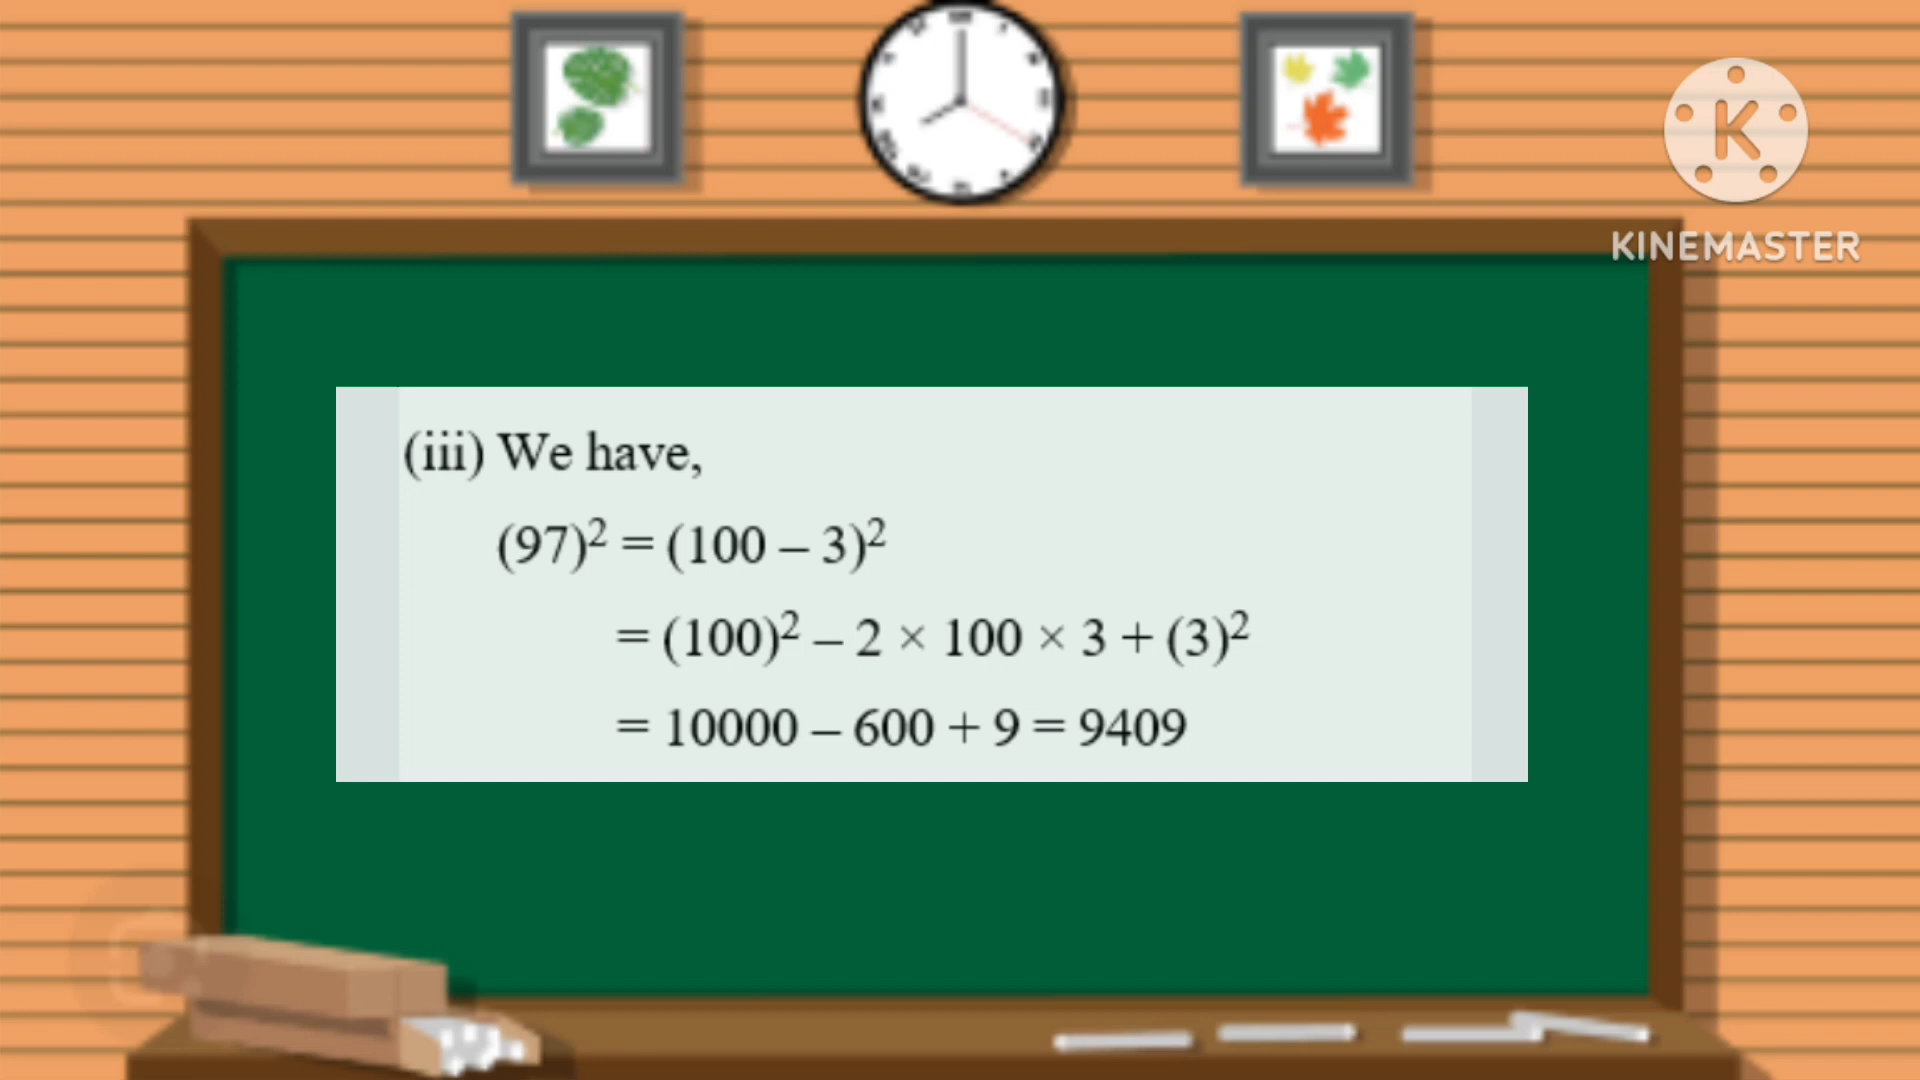 K
KINEMASTER
(iii) We have,
(97)² = (100 – 3)²
= (100)² – 2 × 100 × 3 + (3)²
= 10000 – 600 + 9 = 9409